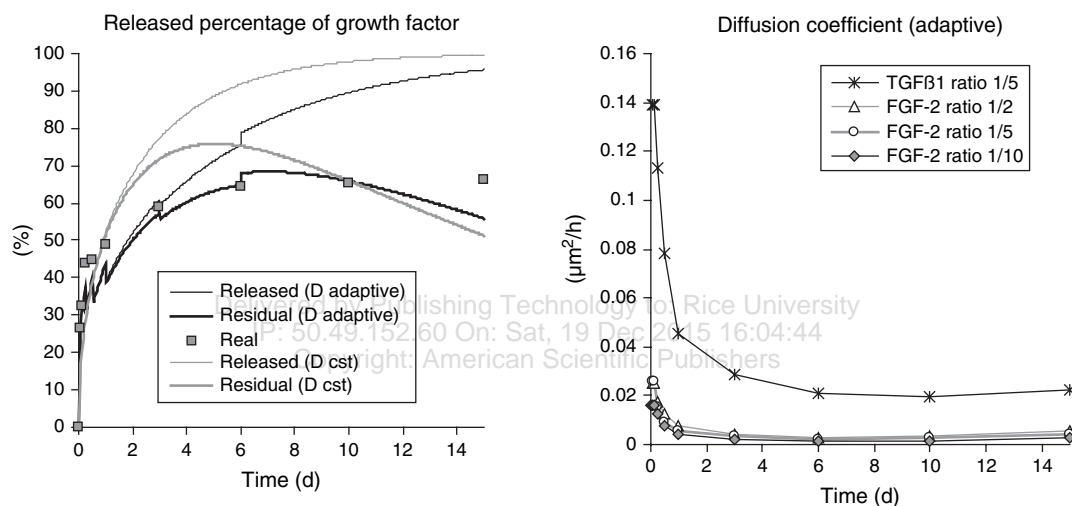 Released percentage of growth factor
100
90
80
70
60
50
40
30
20
10
0
(%)
0 2 4 6 8 10 12 14
Time (d)
Released (D adaptive)
Residual (D adaptive)
Real
Released (D cst)
Residual (D cst)
Diffusion coefficient (adaptive)
0.16
0.14
0.12
0.1
0.08
0.06
0.04
0.02
0
(μm²/h)
0 2 4 6 8 10 12 14
Time (d)
TGFß1 ratio 1/5
FGF-2 ratio 1/2
FGF-2 ratio 1/5
FGF-2 ratio 1/10
Delivered by Publishing Technology to: Rice University
IP: 50.49.152.60 On: Sat, 19 Dec 2015 16:04:44
Copyright: American Scientific Publishers